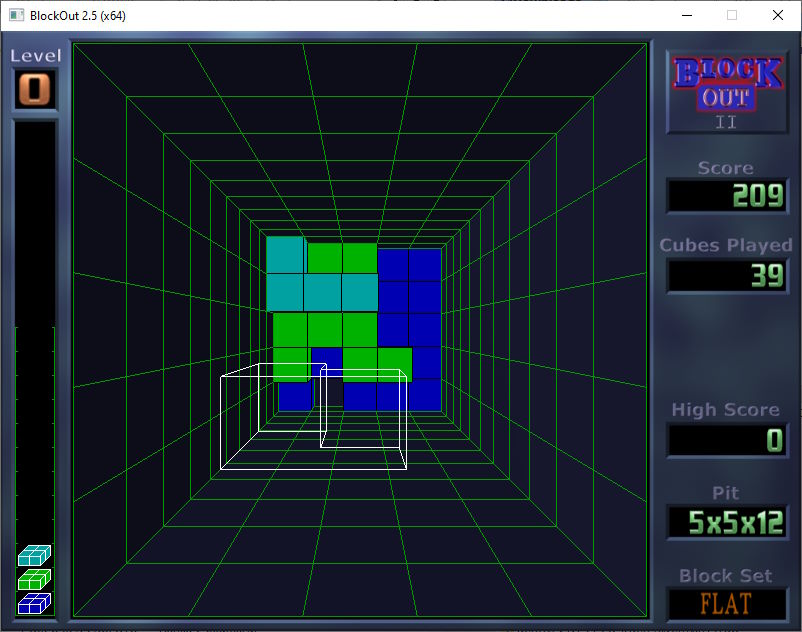 BlockOut 2.5 (x64)
Level
0
BLOCK
OUT
II
Score
209
Cubes Played
39
High Score
0
Pit
5x5x12
Block Set
FLAT